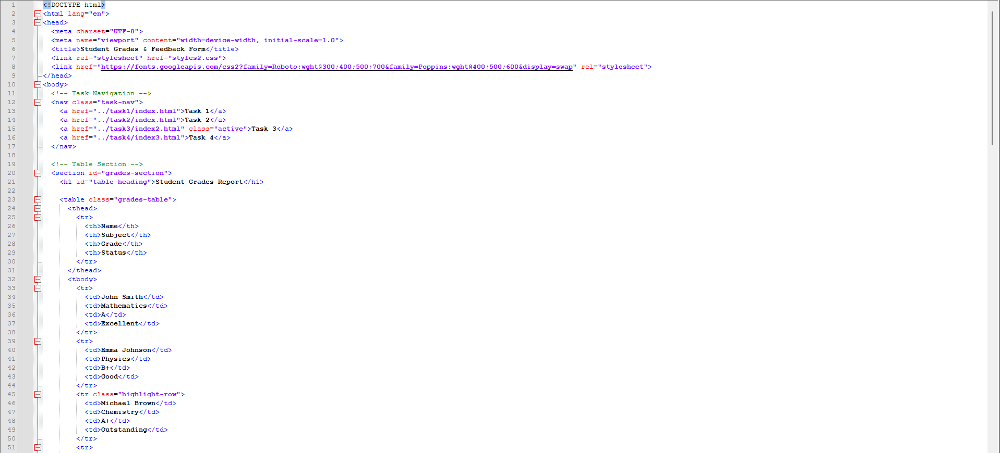 1 <!DOCTYPE html>
2 <html lang="en">
3 <head>
4 <meta charset="UTF-8">
5 <meta name="viewport" content="width=device-width, initial-scale=1.0">
6 <title>Student Grades & Feedback Form</title>
7 <link rel="stylesheet" href="styles2.css">
8 <link href="https://fonts.googleapis.com/css2?family=Roboto:wght@300;400;500;700&family=Poppins:wght@400;500;600&display=swap" rel="stylesheet">
9 </head>
10 <body>
11 <!-- Task Navigation -->
12 <nav class="task-nav">
13 <a href="../task1/index.html">Task 1</a>
14 <a href="../task2/index.html">Task 2</a>
15 <a href="../task3/index2.html" class="active">Task 3</a>
16 <a href="../task4/index3.html">Task 4</a>
17 </nav>
18
19 <!-- Table Section -->
20 <section id="grades-section">
21 <h1 id="table-heading">Student Grades Report</h1>
22
23 <table class="grades-table">
24 <thead>
25 <tr>
26 <th>Name</th>
27 <th>Subject</th>
28 <th>Grade</th>
29 <th>Status</th>
30 </tr>
31 </thead>
32 <tbody>
33 <tr>
34 <td>John Smith</td>
35 <td>Mathematics</td>
36 <td>A</td>
37 <td>Excellent</td>
38 </tr>
39 <tr>
40 <td>Emma Johnson</td>
41 <td>Physics</td>
42 <td>B+</td>
43 <td>Good</td>
44 </tr>
45 <tr class="highlight-row">
46 <td>Michael Brown</td>
47 <td>Chemistry</td>
48 <td>A+</td>
49 <td>Outstanding</td>
50 </tr>
51 <tr>